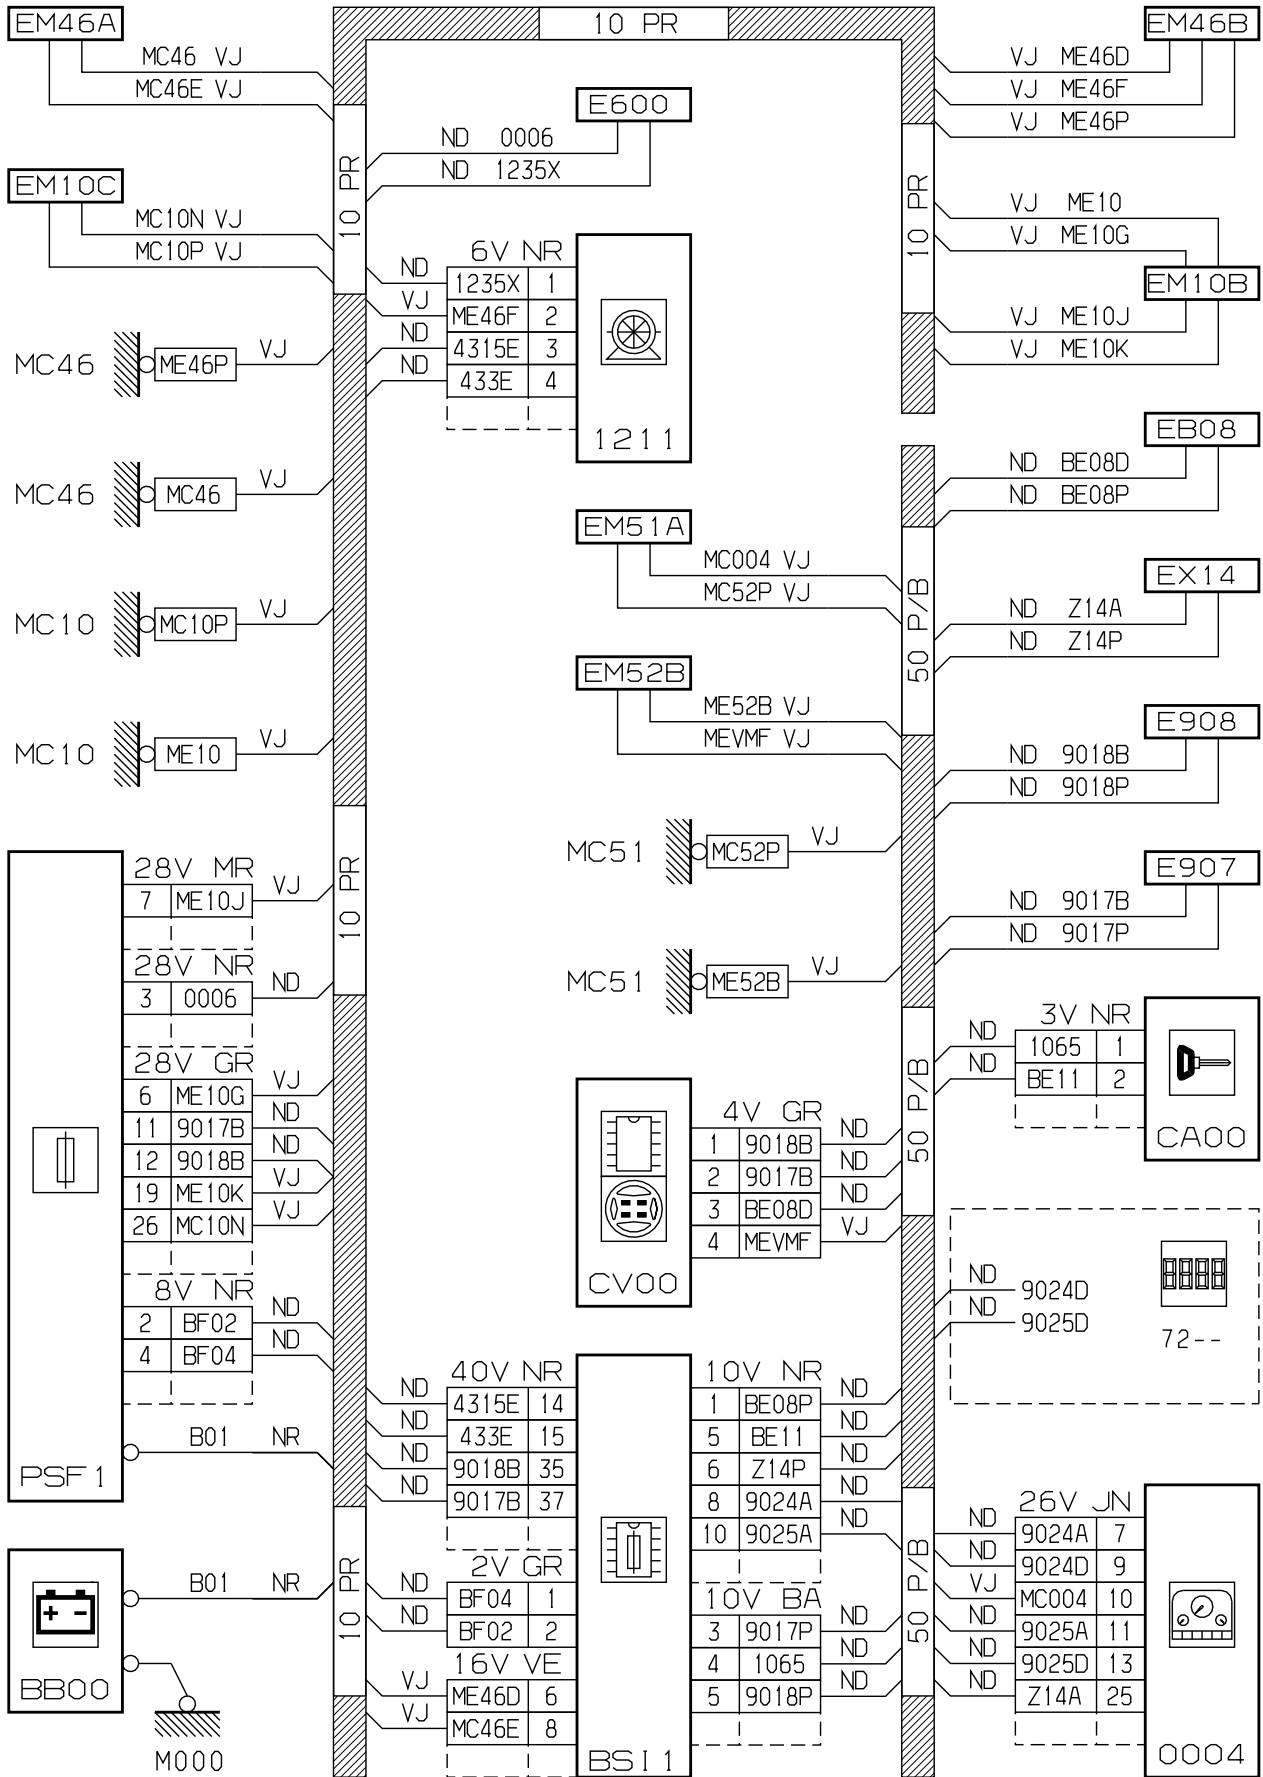 EM46A
10 PR
EM46B
MC46 VJ
MC46E VJ
VJ ME46D
VJ ME46F
VJ ME46P
E600
ND 0006
ND 1235X
10 PR
10 PR
EM10C
MC10N VJ
MC10P VJ
VJ ME10
VJ ME10G
EM10B
VJ ME10J
VJ ME10K
6V NR
ND 1235X 1
VJ ME46F 2
ND 4315E 3
ND 433E 4
1211
MC46 ME46P VJ
MC46 MC46 VJ
MC10 MC10P VJ
MC10 ME10 VJ
EB08
ND BE08D
ND BE08P
EM51A
MC004 VJ
MC52P VJ
50 P/B
EX14
ND Z14A
ND Z14P
EM52B
ME52B VJ
MEVMF VJ
E908
ND 9018B
ND 9018P
MC51 MC52P VJ
MC51 ME52B VJ
E907
ND 9017B
ND 9017P
28V MR
7 ME10J VJ
28V NR
3 0006 ND
28V GR
6 ME10G VJ
11 9017B ND
12 9018B ND
19 ME10K VJ
26 MC10N VJ
8V NR
2 BF02 ND
4 BF04 ND
B01 NR
PSF1
10 PR
3V NR
ND 1065 1
ND BE11 2
CA00
50 P/B
4V GR
1 9018B ND
2 9017B ND
3 BE08D ND
4 MEVMF VJ
CV00
ND 9024D
ND 9025D
72--
40V NR
ND 4315E 14
ND 433E 15
ND 9018B 35
ND 9017B 37
2V GR
ND BF04 1
ND BF02 2
16V VE
VJ ME46D 6
VJ MC46E 8
10V NR
1 BE08P ND
5 BE11 ND
6 Z14P ND
8 9024A ND
10 9025A ND
10V BA
3 9017P ND
4 1065 ND
5 9018P ND
BSI1
26V JN
ND 9024A 7
ND 9024D 9
VJ MC004 10
ND 9025A 11
ND 9025D 13
ND Z14A 25
0004
50 P/B
B01 NR
+ -
BB00
10 PR
M000